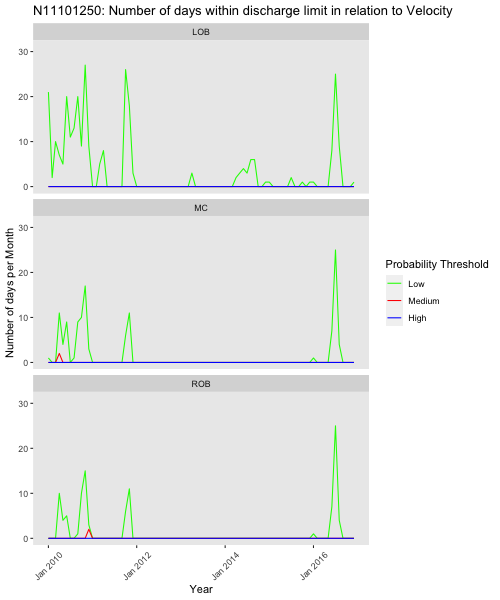 N11101250: Number of days within discharge limit in relation to Velocity
LOB
30
20
10
0
MC
30
20
10
0
ROB
30
20
10
0
Jan 2010
Jan 2012
Jan 2014
Jan 2016
Year
Number of days per Month
Probability Threshold
Low
Medium
High